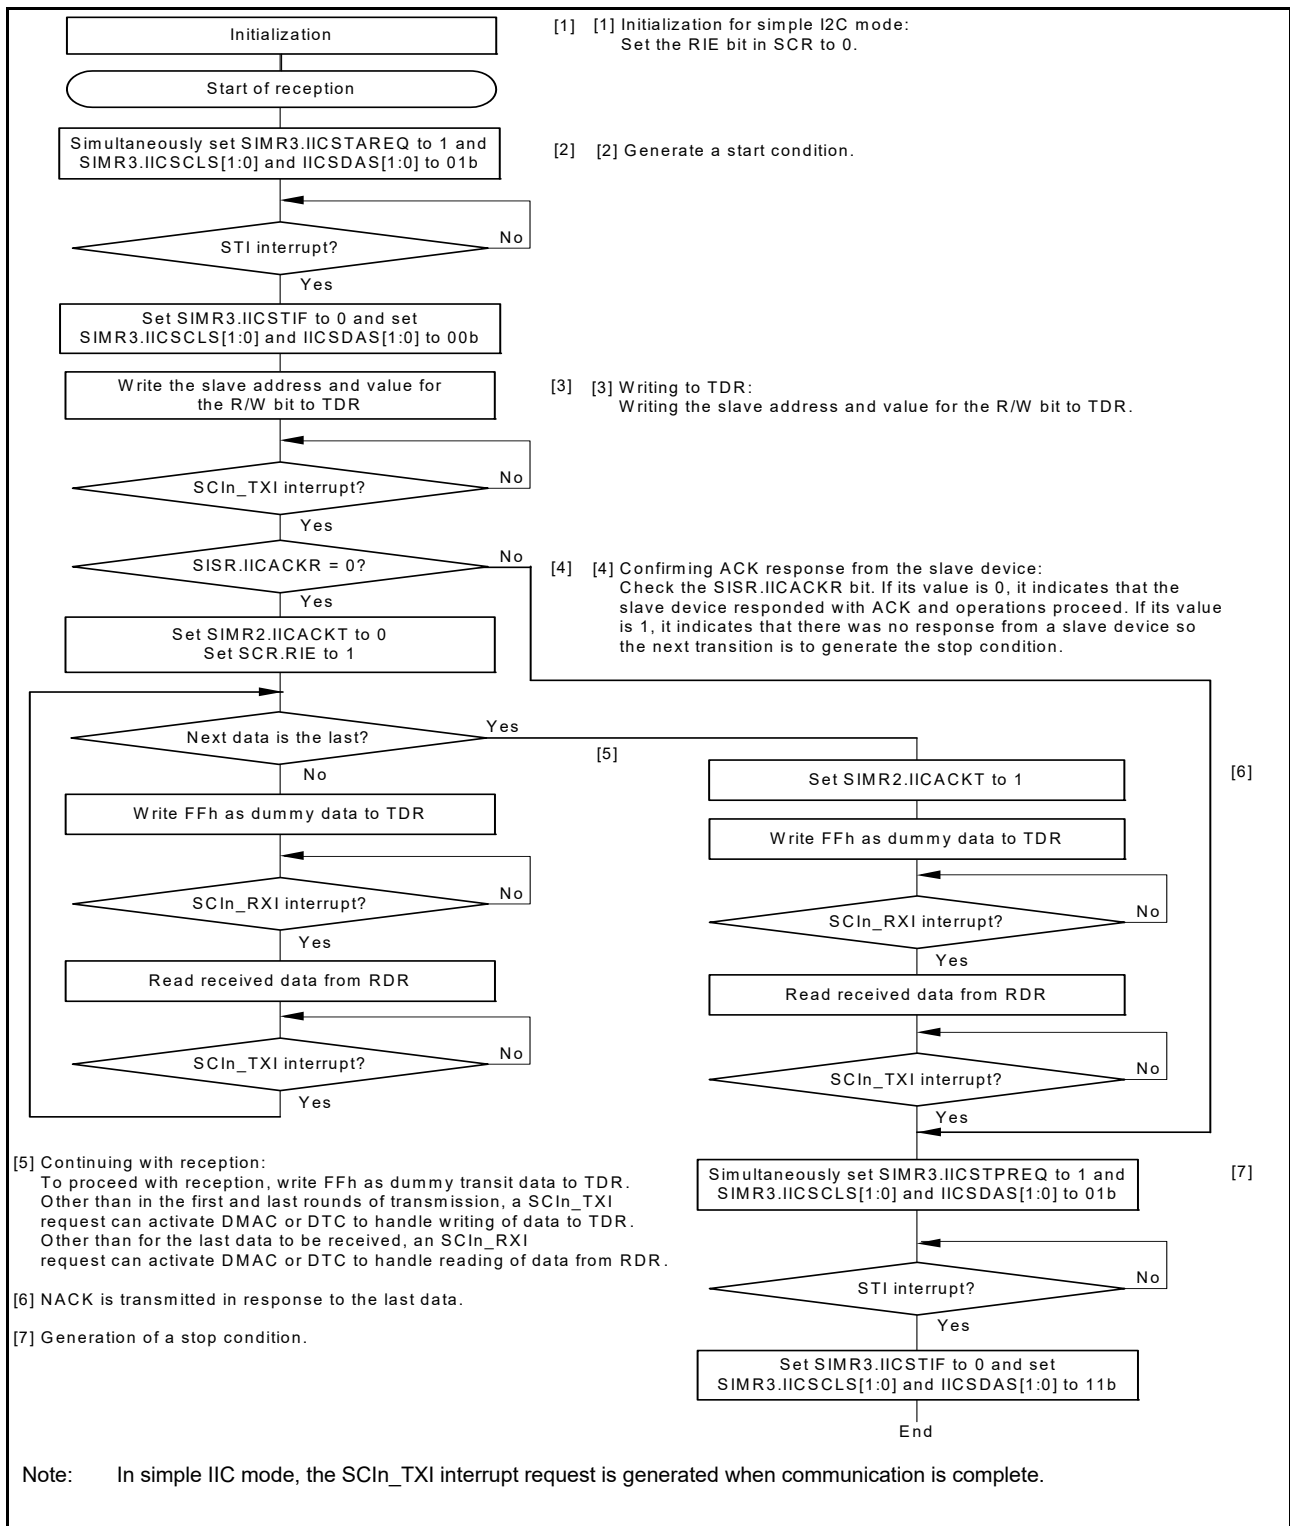 Initialization
[1] [1] Initialization for simple I2C mode:
Set the RIE bit in SCR to 0.
Start of reception
Simultaneously set SIMR3.IICSTAREQ to 1 and
SIMR3.IICSCLS[1:0] and IICSDAS[1:0] to 01b
[2] [2] Generate a start condition.
STI interrupt?
No
Yes
Set SIMR3.IICSTIF to 0 and set
SIMR3.IICSCLS[1:0] and IICSDAS[1:0] to 00b
Write the slave address and value for
the R/W bit to TDR
[3] [3] Writing to TDR:
Writing the slave address and value for the R/W bit to TDR.
SCIn_TXI interrupt?
No
Yes
SISR.IICACKR = 0?
No
Yes
[4] [4] Confirming ACK response from the slave device:
Check the SISR.IICACKR bit. If its value is 0, it indicates that the
slave device responded with ACK and operations proceed. If its value
is 1, it indicates that there was no response from a slave device so
the next transition is to generate the stop condition.
Set SIMR2.IICACKT to 0
Set SCR.RIE to 1
Next data is the last?
Yes
No
[5]
Write FFh as dummy data to TDR
SCIn_RXI interrupt?
No
Yes
Read received data from RDR
SCIn_TXI interrupt?
No
Yes
Set SIMR2.IICACKT to 1
[6]
Write FFh as dummy data to TDR
SCIn_RXI interrupt?
No
Yes
Read received data from RDR
SCIn_TXI interrupt?
No
Yes
Simultaneously set SIMR3.IICSTPREQ to 1 and
SIMR3.IICSCLS[1:0] and IICSDAS[1:0] to 01b
[7]
STI interrupt?
No
Yes
Set SIMR3.IICSTIF to 0 and set
SIMR3.IICSCLS[1:0] and IICSDAS[1:0] to 11b
End
[5] Continuing with reception:
To proceed with reception, write FFh as dummy transit data to TDR.
Other than in the first and last rounds of transmission, a SCIn_TXI
request can activate DMAC or DTC to handle writing of data to TDR.
Other than for the last data to be received, an SCIn_RXI
request can activate DMAC or DTC to handle reading of data from RDR.
[6] NACK is transmitted in response to the last data.
[7] Generation of a stop condition.
Note: In simple IIC mode, the SCIn_TXI interrupt request is generated when communication is complete.